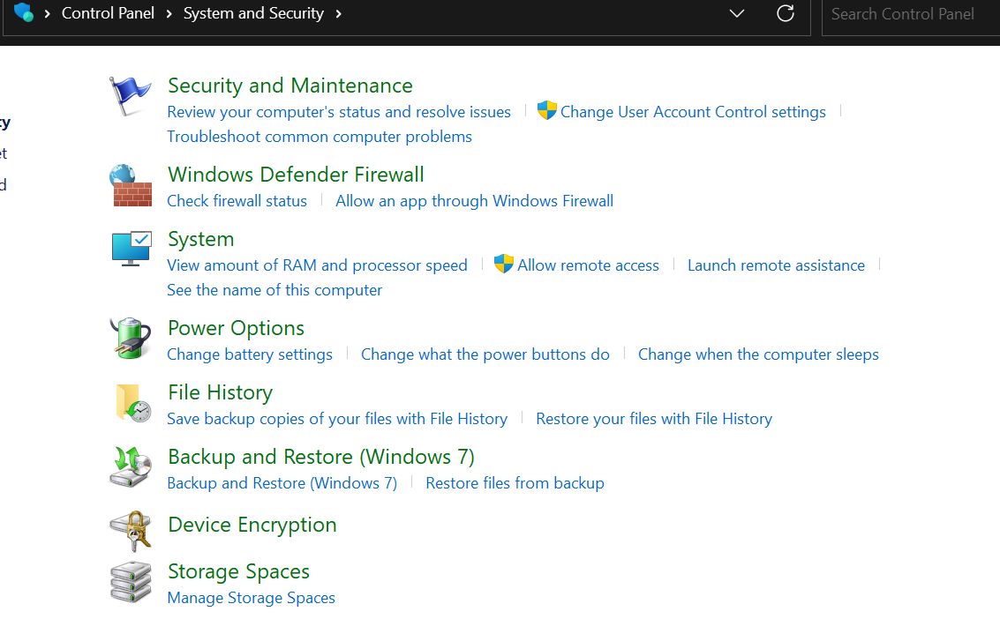 Control Panel > System and Security >
Search Control Panel
Security and Maintenance
Review your computer's status and resolve issues | Change User Account Control settings |
Troubleshoot common computer problems
Windows Defender Firewall
Check firewall status | Allow an app through Windows Firewall
System
View amount of RAM and processor speed | Allow remote access | Launch remote assistance |
See the name of this computer
Power Options
Change battery settings | Change what the power buttons do | Change when the computer sleeps
File History
Save backup copies of your files with File History | Restore your files with File History
Backup and Restore (Windows 7)
Backup and Restore (Windows 7) | Restore files from backup
Device Encryption
Storage Spaces
Manage Storage Spaces